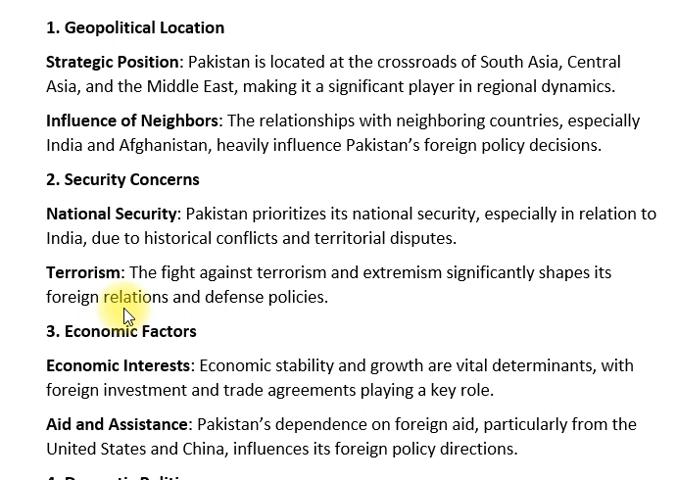 1. Geopolitical Location
Strategic Position: Pakistan is located at the crossroads of South Asia, Central
Asia, and the Middle East, making it a significant player in regional dynamics.
Influence of Neighbors: The relationships with neighboring countries, especially
India and Afghanistan, heavily influence Pakistan’s foreign policy decisions.
2. Security Concerns
National Security: Pakistan prioritizes its national security, especially in relation to
India, due to historical conflicts and territorial disputes.
Terrorism: The fight against terrorism and extremism significantly shapes its
foreign relations and defense policies.
3. Economic Factors
Economic Interests: Economic stability and growth are vital determinants, with
foreign investment and trade agreements playing a key role.
Aid and Assistance: Pakistan’s dependence on foreign aid, particularly from the
United States and China, influences its foreign policy directions.